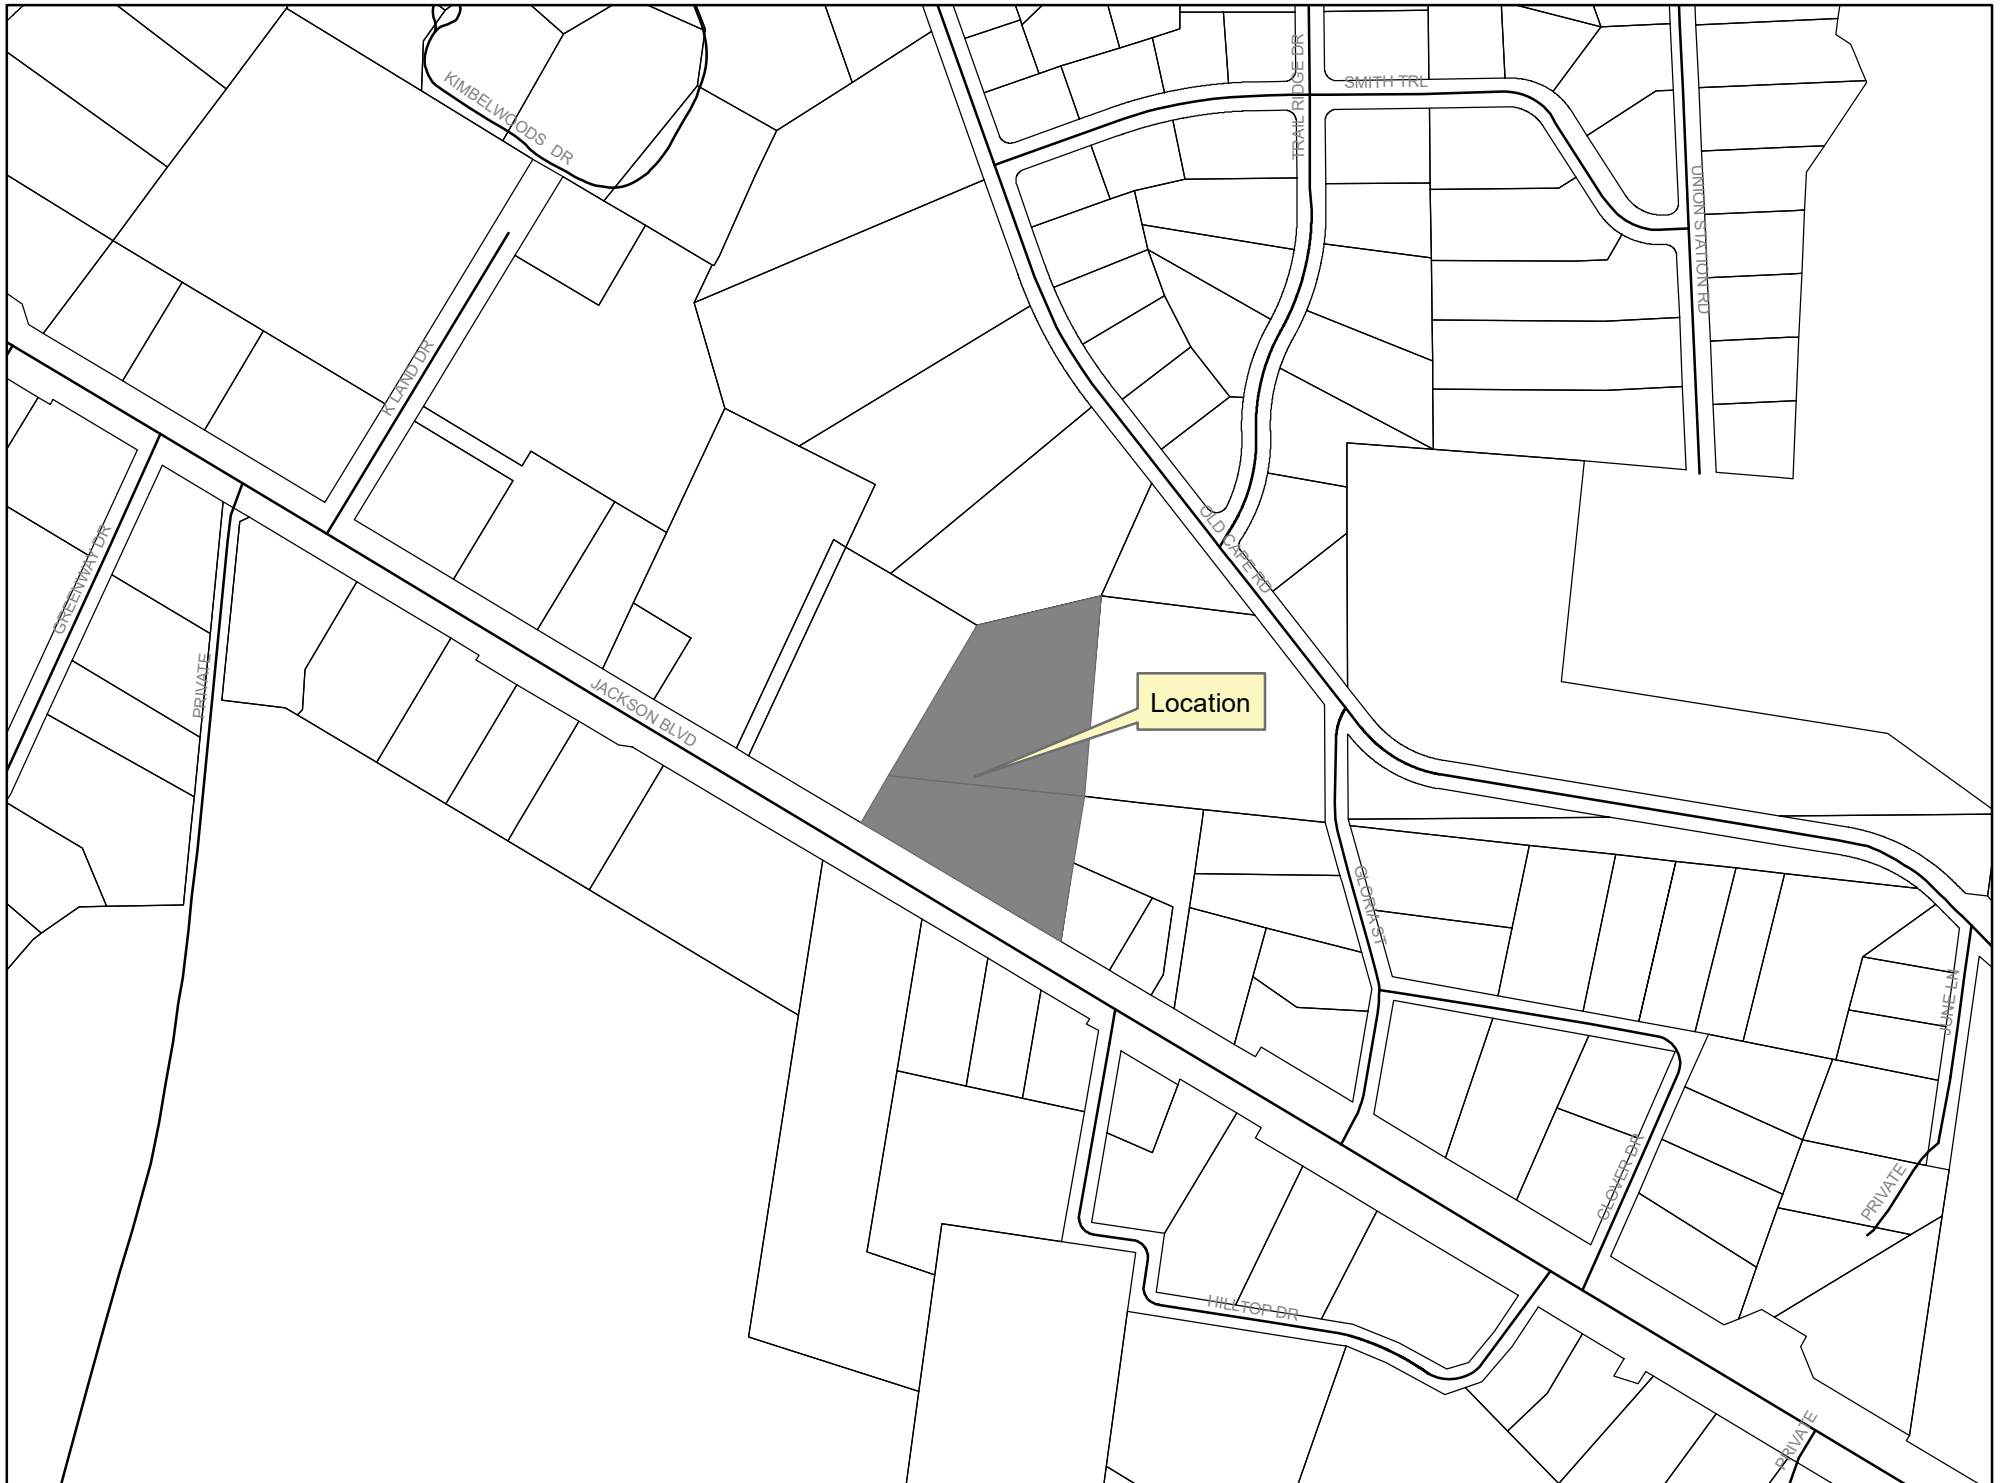 KIMBELWOODS DR
TRAIL RIDGE DR
SMITH TRL
UNION STATION RD
K LAND DR
GREENWAY DR
OLD CAPE RD
PRIVATE
JACKSON BLVD
Location
GLORIA ST
JUNE LN
CLOVER DR
PRIVATE
HILLTOP DR
PRIVATE